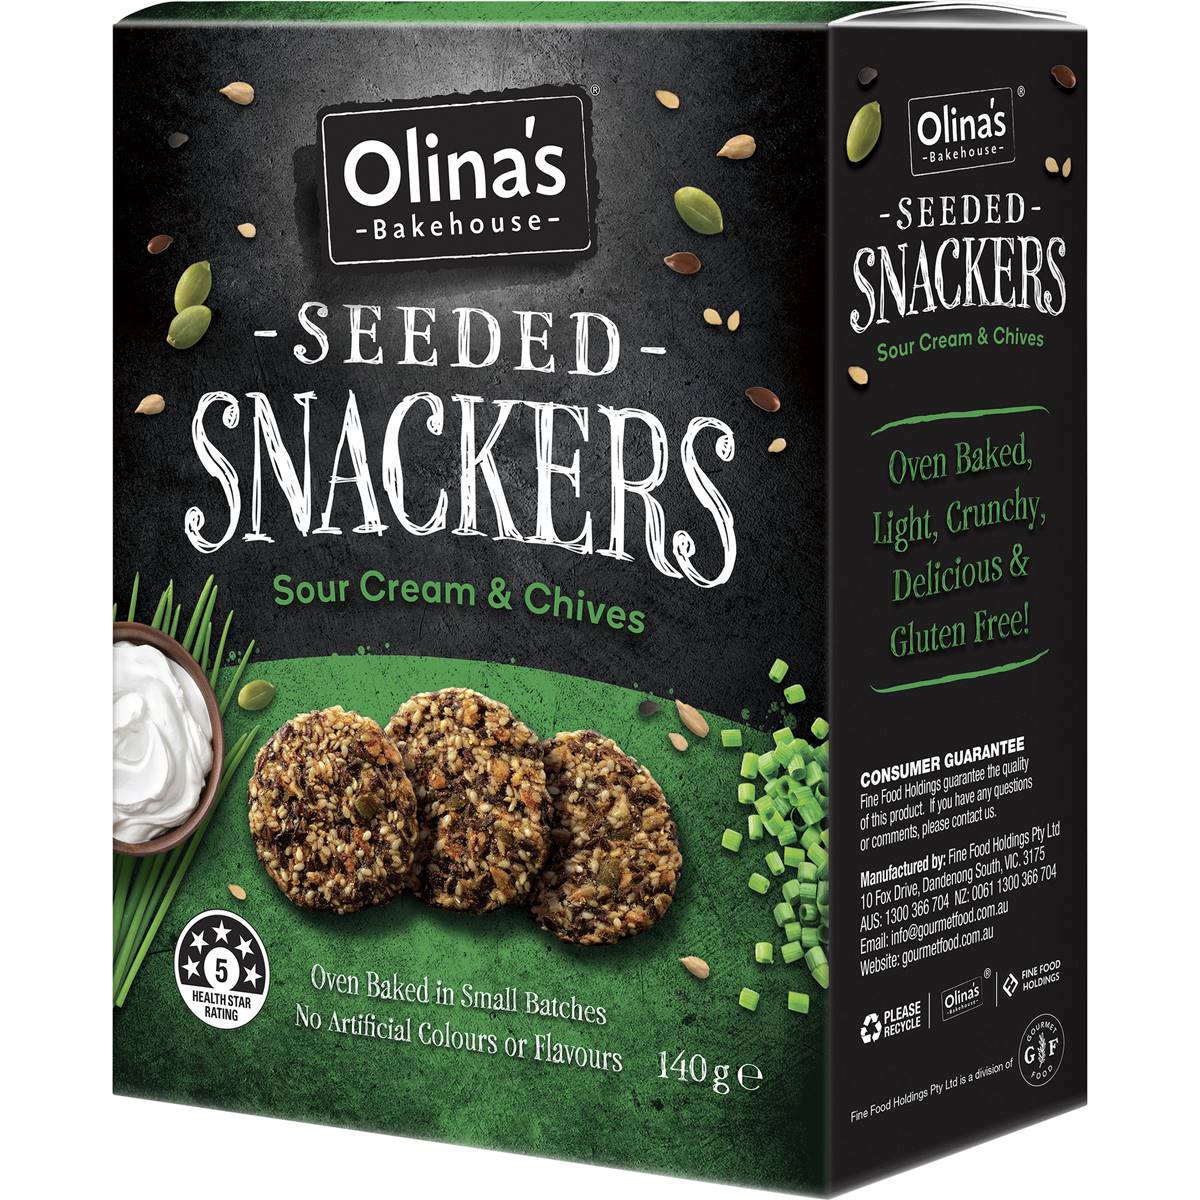 Olina's
-Bakehouse-
®
-SEEDED-
SNACKERS
Sour Cream & Chives
5
HEALTH STAR
RATING
Oven Baked in Small Batches
No Artificial Colours or Flavours
140g e
Olina's
-Bakehouse-
®
-SEEDED-
SNACKERS
Sour Cream & Chives
Oven Baked,
Light, Crunchy,
Delicious &
Gluten Free!
CONSUMER GUARANTEE
Fine Food Holdings guarantee the quality
of this product. If you have any questions
or comments, please contact us.
Manufactured by: Fine Food Holdings Pty Ltd
10 Fox Drive, Dandenong South, VIC. 3175
AUS: 1300 366 704 NZ: 0061 1300 366 704
Email: info@gourmetfood.com.au
Website: gourmetfood.com.au
PLEASE
RECYCLE
Olina's
-Bakehouse-
®
FINE FOOD
HOLDINGS
Fine Food Holdings Pty Ltd is a division of
GOURMET
G F
FOOD